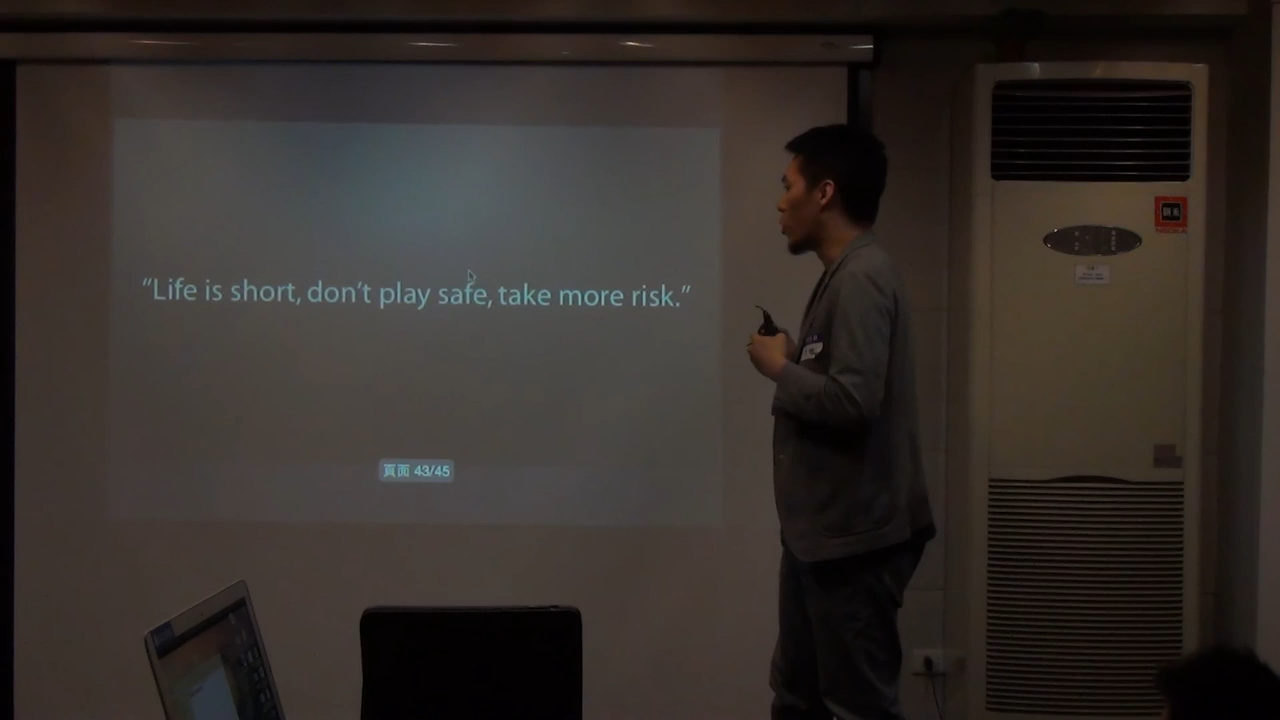 “Life is short, don’t play safe, take more risk.”
頁面 43/45